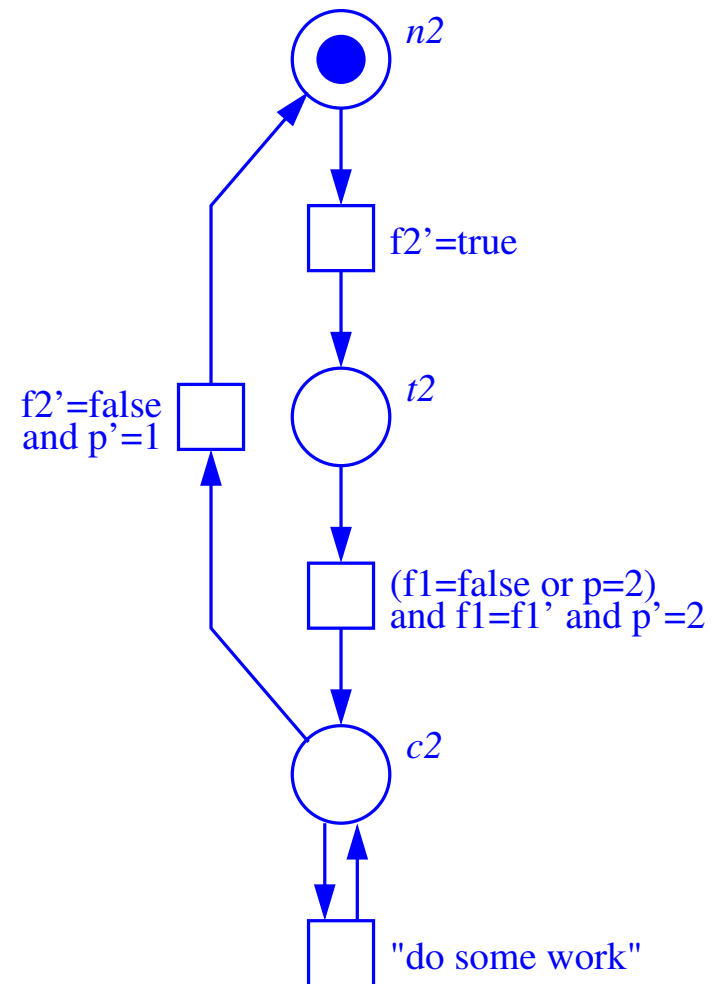 n2
f2’=true
t2
f2’=false
and p’=1
(f1=false or p=2)
and f1=f1’ and p’=2
c2
"do some work"